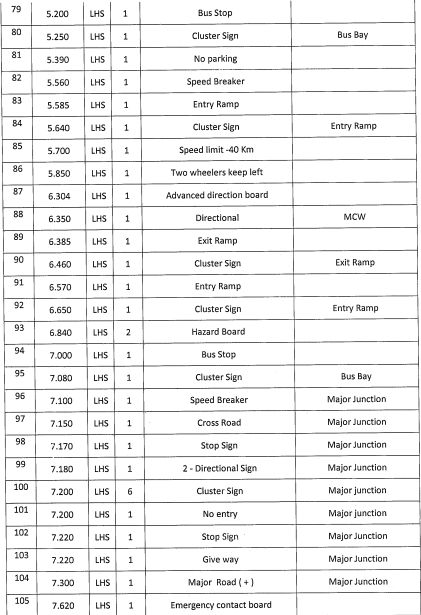 79 5.200 LHS 1 Bus Stop
80 5.250 LHS 1 Cluster Sign Bus Bay
81 5.390 LHS 1 No parking
82 5.560 LHS 1 Speed Breaker
83 5.585 LHS 1 Entry Ramp
84 5.640 LHS 1 Cluster Sign Entry Ramp
85 5.700 LHS 1 Speed limit -40 Km
86 5.850 LHS 1 Two wheelers keep left
87 6.304 LHS 1 Advanced direction board
88 6.350 LHS 1 Directional MCW
89 6.385 LHS 1 Exit Ramp
90 6.460 LHS 1 Cluster Sign Exit Ramp
91 6.570 LHS 1 Entry Ramp
92 6.650 LHS 1 Cluster Sign Entry Ramp
93 6.840 LHS 2 Hazard Board
94 7.000 LHS 1 Bus Stop
95 7.080 LHS 1 Cluster Sign Bus Bay
96 7.100 LHS 1 Speed Breaker Major Junction
97 7.150 LHS 1 Cross Road Major Junction
98 7.170 LHS 1 Stop Sign Major Junction
99 7.180 LHS 1 2 - Directional Sign Major Junction
100 7.200 LHS 6 Cluster Sign Major junction
101 7.200 LHS 1 No entry Major junction
102 7.220 LHS 1 Stop Sign Major Junction
103 7.220 LHS 1 Give way Major Junction
104 7.300 LHS 1 Major Road ( + ) Major Junction
105 7.620 LHS 1 Emergency contact board